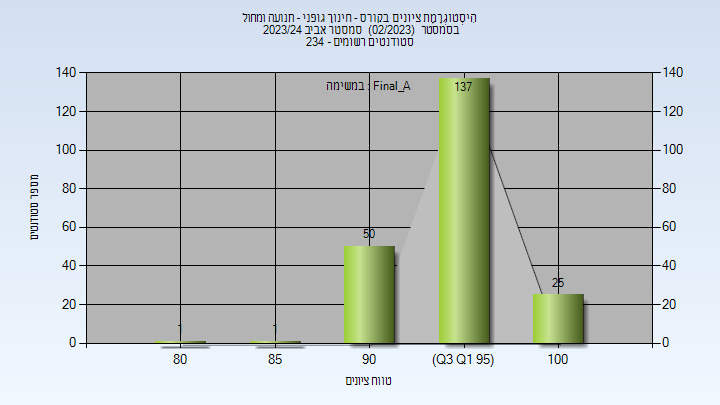 היסטוגרמת ציונים בקורס - חינוך גופני - תנועה ומחול
בסמסטר (02/2023) סמסטר אביב 2023/24
סטודנטים רשומים - 234
במשימה : Final_A
מספר סטודנטים
140 140
120 120
100 100
80 80
60 60
40 40
20 20
0 0
1 1 50 137 25
80 85 90 (Q3 Q1 95) 100
טווח ציונים